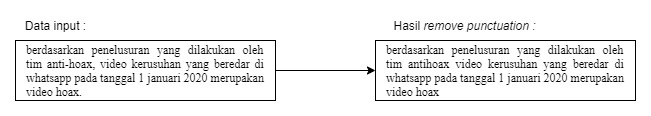 Data input :
berdasarkan penelusuran yang dilakukan oleh
tim anti-hoax, video kerusuhan yang beredar di
whatsapp pada tanggal 1 januari 2020 merupakan
video hoax.
Hasil remove punctuation :
berdasarkan penelusuran yang dilakukan oleh
tim antihoax video kerusuhan yang beredar di
whatsapp pada tanggal 1 januari 2020 merupakan
video hoax